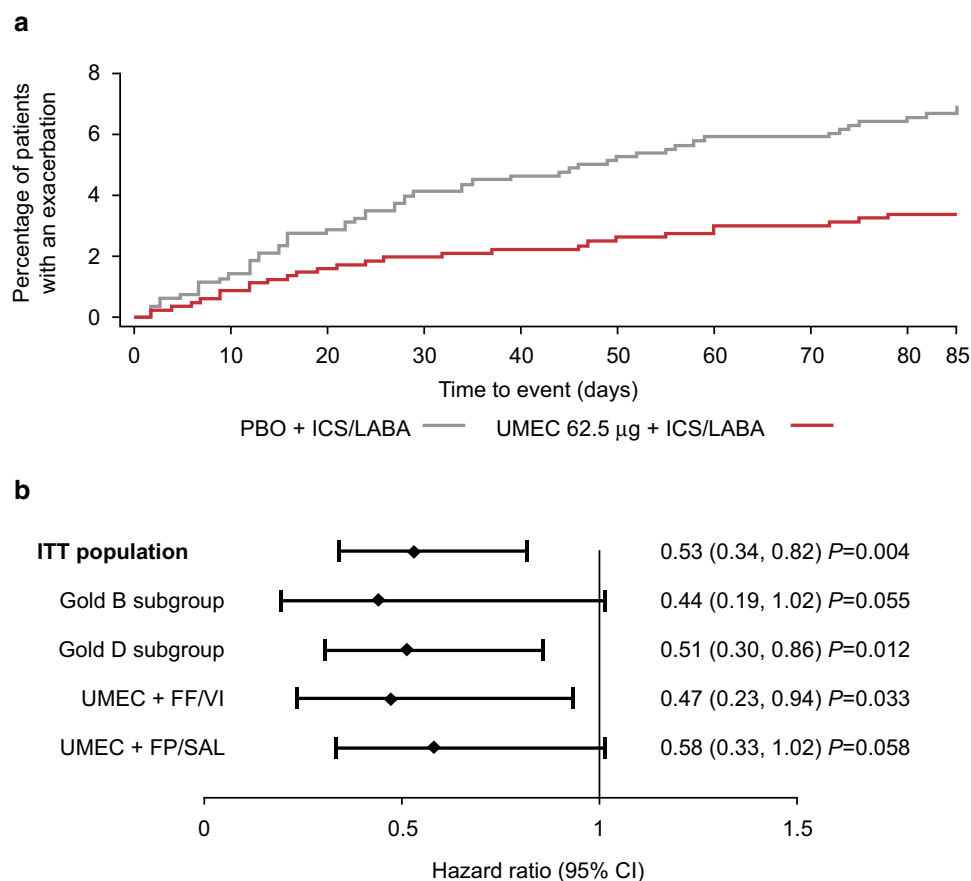 a
Percentage of patients
with an exacerbation
8
6
4
2
0
0 10 20 30 40 50 60 70 80 85
Time to event (days)
PBO + ICS/LABA UMEC 62.5 μg + ICS/LABA
b
ITT population 0.53 (0.34, 0.82) P=0.004
Gold B subgroup 0.44 (0.19, 1.02) P=0.055
Gold D subgroup 0.51 (0.30, 0.86) P=0.012
UMEC + FF/VI 0.47 (0.23, 0.94) P=0.033
UMEC + FP/SAL 0.58 (0.33, 1.02) P=0.058
0 0.5 1 1.5
Hazard ratio (95% CI)